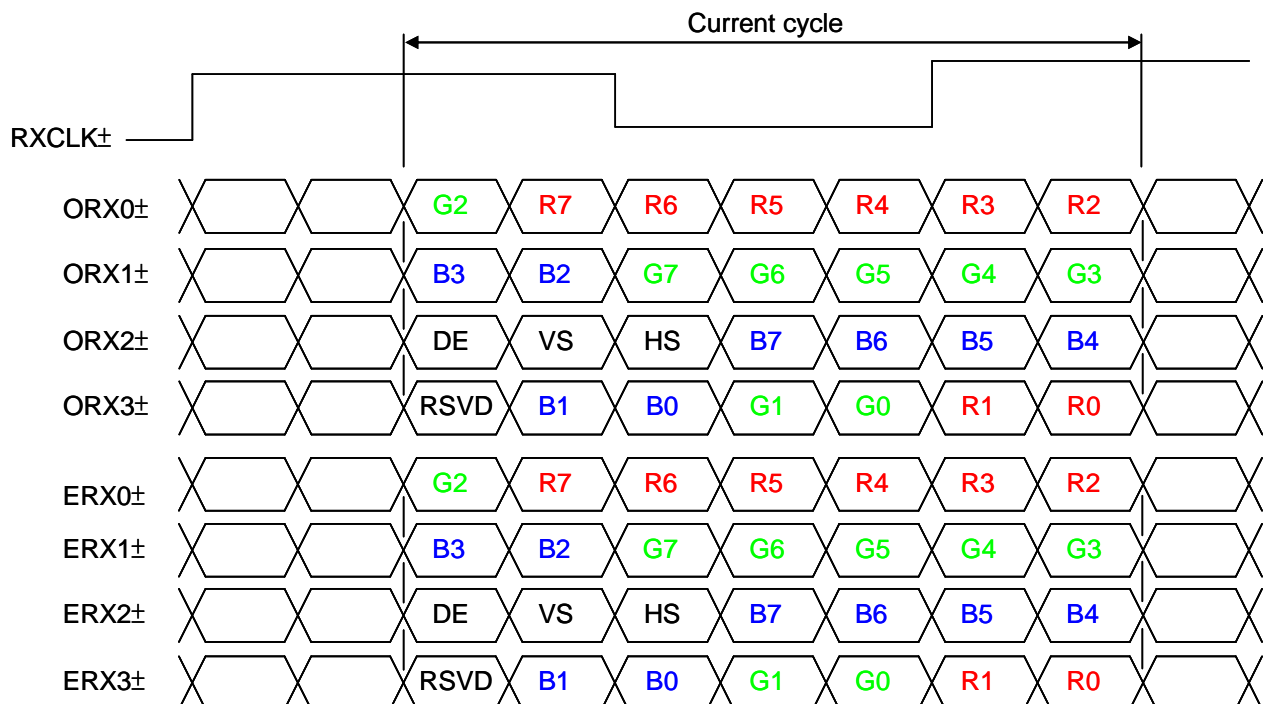 Current cycle
RXCLK±
ORX0± G2 R7 R6 R5 R4 R3 R2
ORX1± B3 B2 G7 G6 G5 G4 G3
ORX2± DE VS HS B7 B6 B5 B4
ORX3± RSVD B1 B0 G1 G0 R1 R0
ERX0± G2 R7 R6 R5 R4 R3 R2
ERX1± B3 B2 G7 G6 G5 G4 G3
ERX2± DE VS HS B7 B6 B5 B4
ERX3± RSVD B1 B0 G1 G0 R1 R0